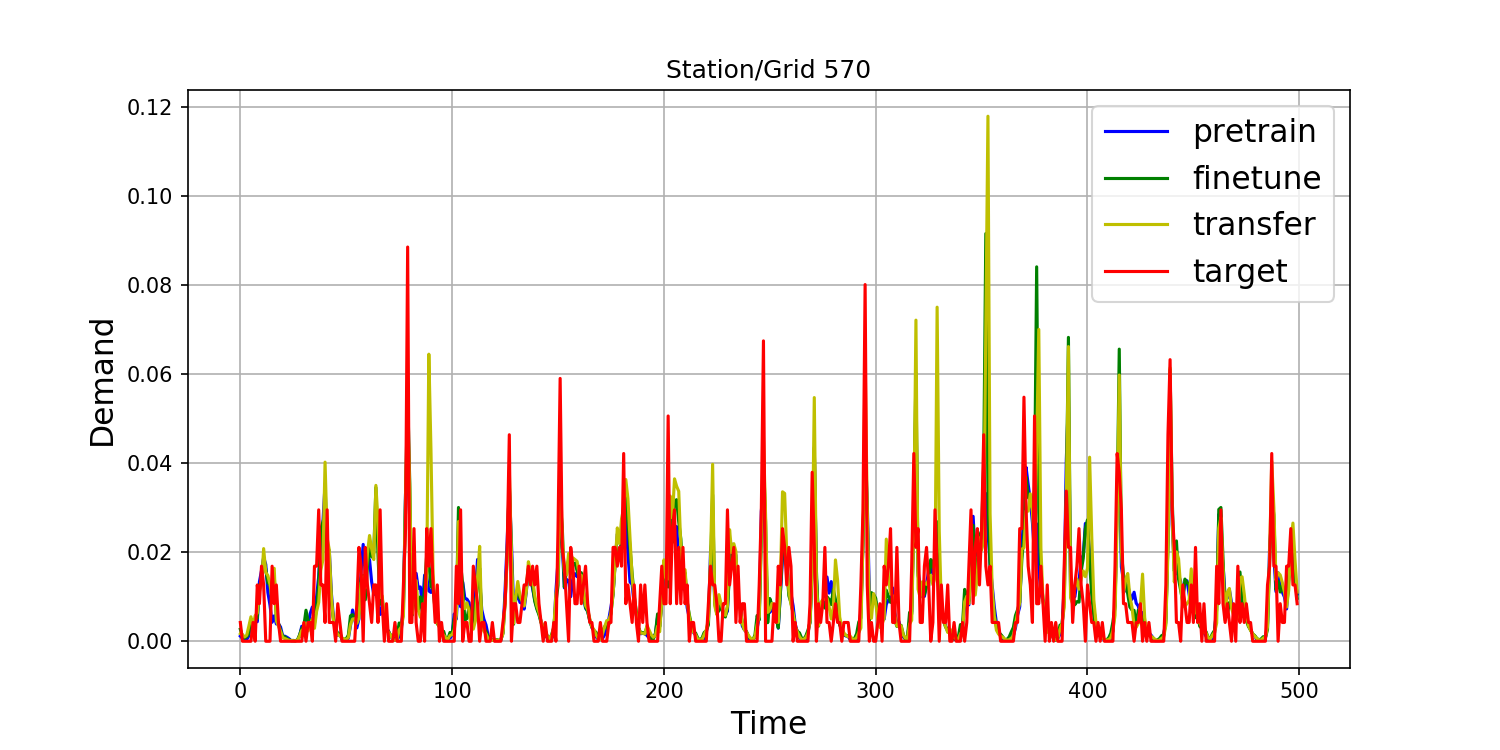 Station/Grid 570
0.12
0.10
0.08
0.06
0.04
0.02
0.00
Demand
pretrain
finetune
transfer
target
0 100 200 300 400 500
Time